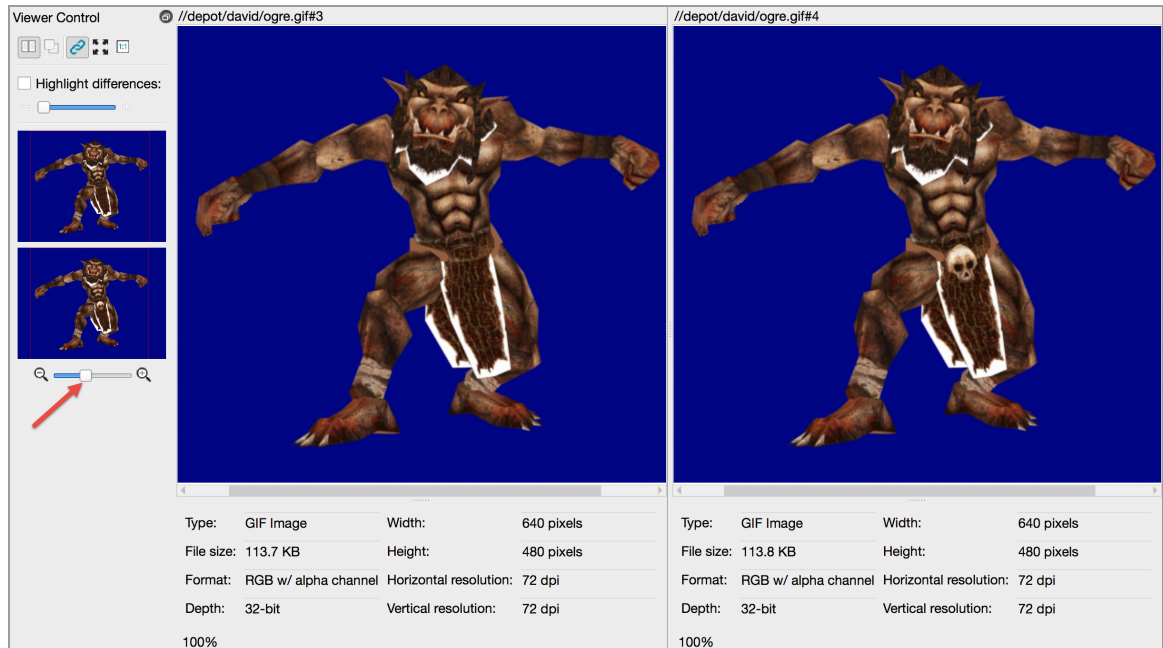 Viewer Control
//depot/david/ogre.gif#3
//depot/david/ogre.gif#4
1:1
Highlight differences:
Type: GIF Image Width: 640 pixels
File size: 113.7 KB Height: 480 pixels
Format: RGB w/ alpha channel Horizontal resolution: 72 dpi
Depth: 32-bit Vertical resolution: 72 dpi
100%
Type: GIF Image Width: 640 pixels
File size: 113.8 KB Height: 480 pixels
Format: RGB w/ alpha channel Horizontal resolution: 72 dpi
Depth: 32-bit Vertical resolution: 72 dpi
100%